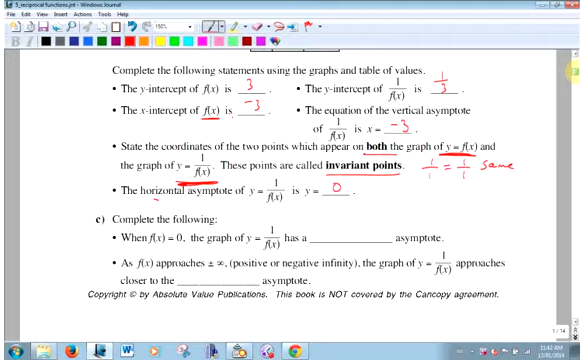 5_reciprocal functions.jnt - Windows Journal
File Edit View Insert Actions Tools Help
150%
B I
Complete the following statements using the graphs and table of values.
• The y-intercept of f(x) is 3 . • The y-intercept of 1/f(x) is 1/3 .
• The x-intercept of f(x) is -3 . • The equation of the vertical asymptote
of 1/f(x) is x = -3 .
• State the coordinates of the two points which appear on both the graph of y = f(x) and
the graph of y = 1/f(x). These points are called invariant points. 1/1 = 1/1 same
• The horizontal asymptote of y = 1/f(x) is y = 0 .
c) Complete the following:
• When f(x) = 0, the graph of y = 1/f(x) has a ____________ asymptote.
• As f(x) approaches ± ∞, (positive or negative infinity), the graph of y = 1/f(x) approaches
closer to the ____________ asymptote.
Copyright © by Absolute Value Publications. This book is NOT covered by the Cancopy agreement.
1 / 14
11:42 AM
13/01/2016